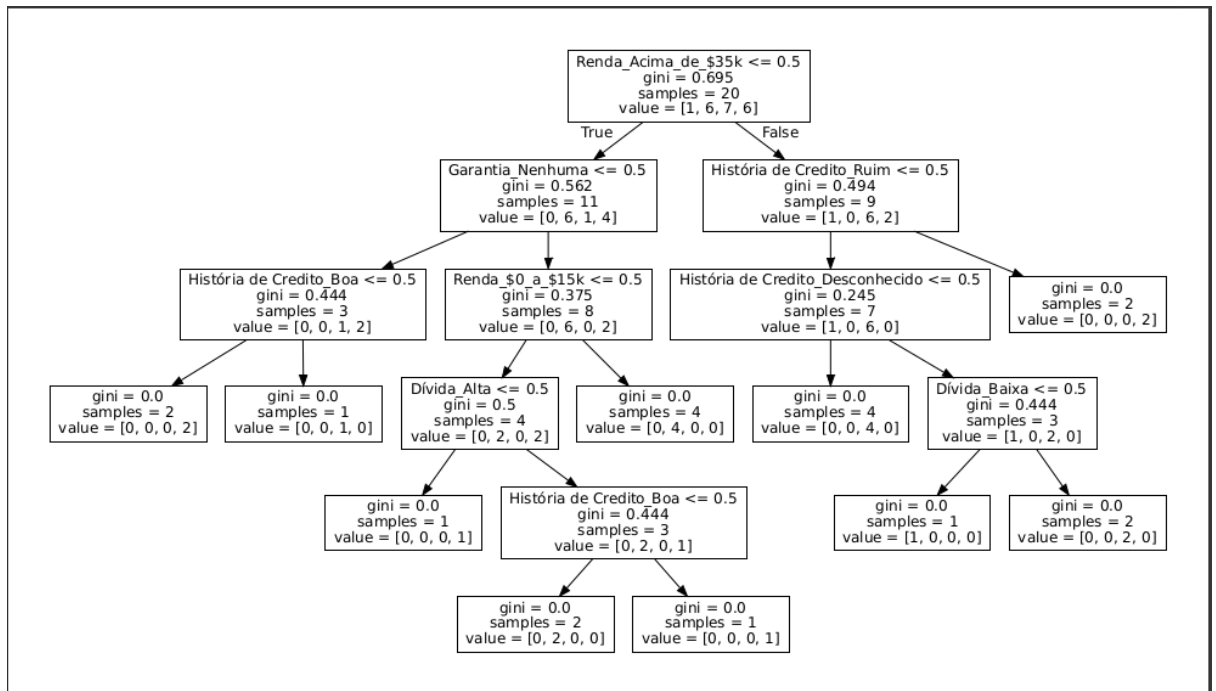 Renda_Acima_de_$35k <= 0.5
gini = 0.695
samples = 20
value = [1, 6, 7, 6]
True
False
Garantia_Nenhuma <= 0.5
gini = 0.562
samples = 11
value = [0, 6, 1, 4]
História de Credito_Ruim <= 0.5
gini = 0.494
samples = 9
value = [1, 0, 6, 2]
História de Credito_Boa <= 0.5
gini = 0.444
samples = 3
value = [0, 0, 1, 2]
Renda_$0_a_$15k <= 0.5
gini = 0.375
samples = 8
value = [0, 6, 0, 2]
História de Credito_Desconhecido <= 0.5
gini = 0.245
samples = 7
value = [1, 0, 6, 0]
gini = 0.0
samples = 2
value = [0, 0, 0, 2]
gini = 0.0
samples = 2
value = [0, 0, 0, 2]
gini = 0.0
samples = 1
value = [0, 0, 1, 0]
Dívida_Alta <= 0.5
gini = 0.5
samples = 4
value = [0, 2, 0, 2]
gini = 0.0
samples = 4
value = [0, 4, 0, 0]
gini = 0.0
samples = 4
value = [0, 0, 4, 0]
Dívida_Baixa <= 0.5
gini = 0.444
samples = 3
value = [1, 0, 2, 0]
gini = 0.0
samples = 1
value = [0, 0, 0, 1]
História de Credito_Boa <= 0.5
gini = 0.444
samples = 3
value = [0, 2, 0, 1]
gini = 0.0
samples = 1
value = [1, 0, 0, 0]
gini = 0.0
samples = 2
value = [0, 0, 2, 0]
gini = 0.0
samples = 2
value = [0, 2, 0, 0]
gini = 0.0
samples = 1
value = [0, 0, 0, 1]